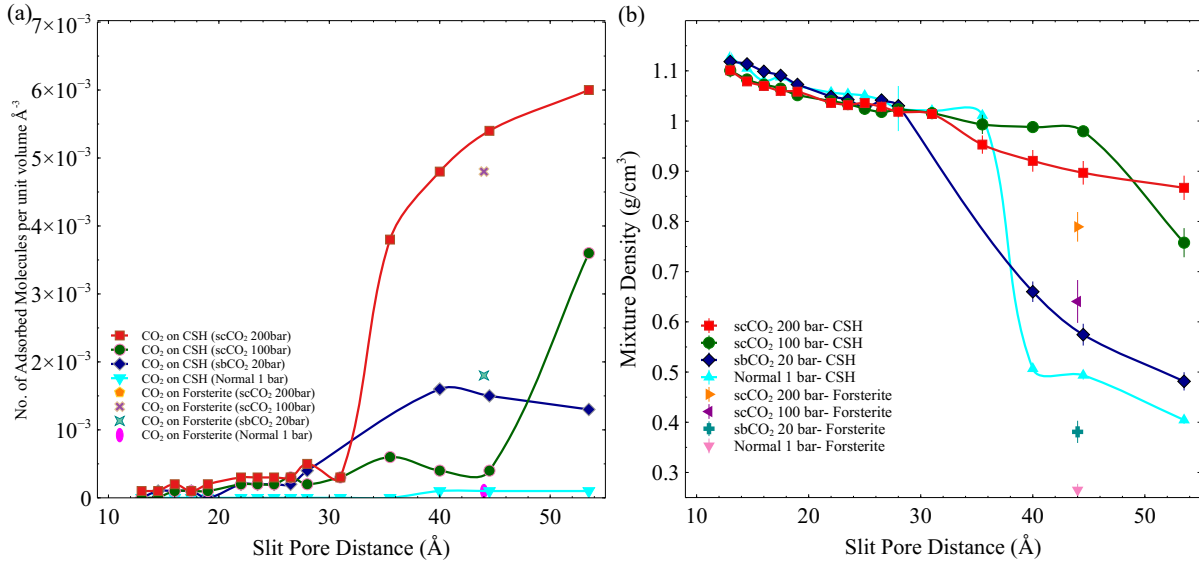 (a)
No. of Adsorbed Molecules per unit volume Å⁻³
7×10⁻³
6×10⁻³
5×10⁻³
4×10⁻³
3×10⁻³
2×10⁻³
10⁻³
0
CO₂ on CSH (scCO₂ 200bar)
CO₂ on CSH (scCO₂ 100bar)
CO₂ on CSH (sbCO₂ 20bar)
CO₂ on CSH (Normal 1 bar)
CO₂ on Forsterite (scCO₂ 200bar)
CO₂ on Forsterite (scCO₂ 100bar)
CO₂ on Forsterite (sbCO₂ 20bar)
CO₂ on Forsterite (Normal 1 bar)
10 20 30 40 50
Slit Pore Distance (Å)
(b)
Mixture Density (g/cm³)
1.1
1
0.9
0.8
0.7
0.6
0.5
0.4
0.3
scCO₂ 200 bar- CSH
scCO₂ 100 bar- CSH
sbCO₂ 20 bar- CSH
Normal 1 bar- CSH
scCO₂ 200 bar- Forsterite
scCO₂ 100 bar- Forsterite
sbCO₂ 20 bar- Forsterite
Normal 1 bar- Forsterite
10 20 30 40 50
Slit Pore Distance (Å)